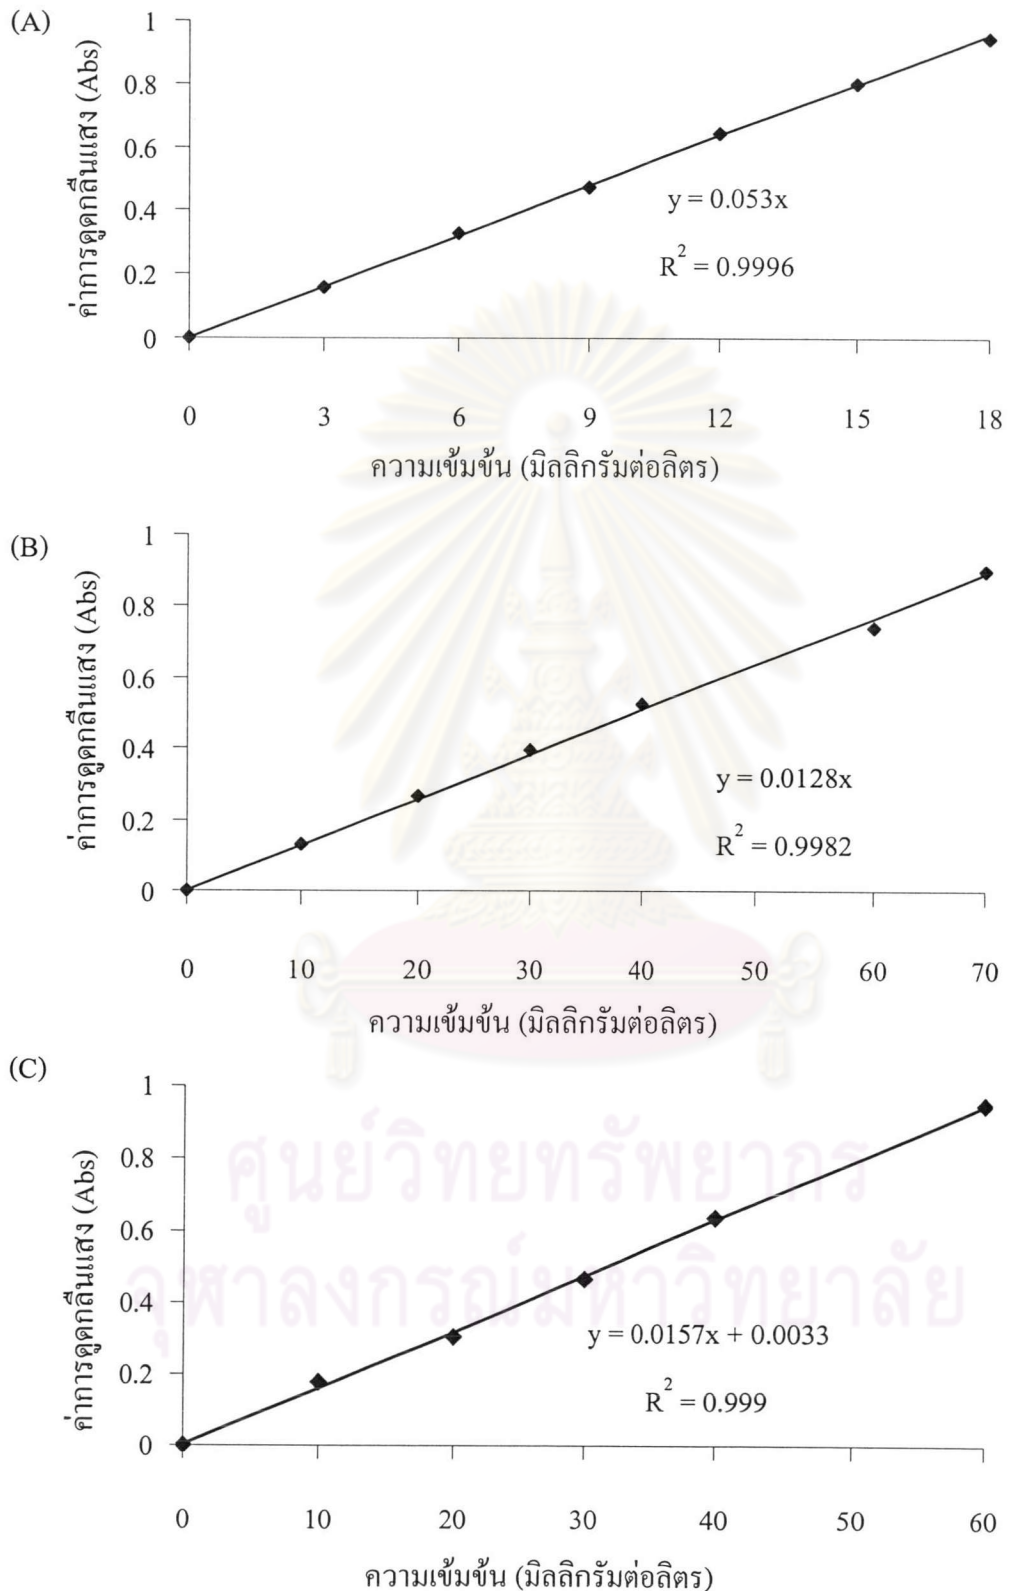 (A)
ค่าการดูดกลืนแสง (Abs)
1
0.8
0.6
0.4
0.2
0
y = 0.053x
R² = 0.9996
0 3 6 9 12 15 18
ความเข้มข้น (มิลลิกรัมต่อลิตร)
(B)
ค่าการดูดกลืนแสง (Abs)
1
0.8
0.6
0.4
0.2
0
y = 0.0128x
R² = 0.9982
0 10 20 30 40 50 60 70
ความเข้มข้น (มิลลิกรัมต่อลิตร)
(C)
ค่าการดูดกลืนแสง (Abs)
1
0.8
0.6
0.4
0.2
0
ศูนย์วิทยทรัพยากร
จุฬาลงกรณ์มหาวิทยาลัย
y = 0.0157x + 0.0033
R² = 0.999
0 10 20 30 40 50 60
ความเข้มข้น (มิลลิกรัมต่อลิตร)